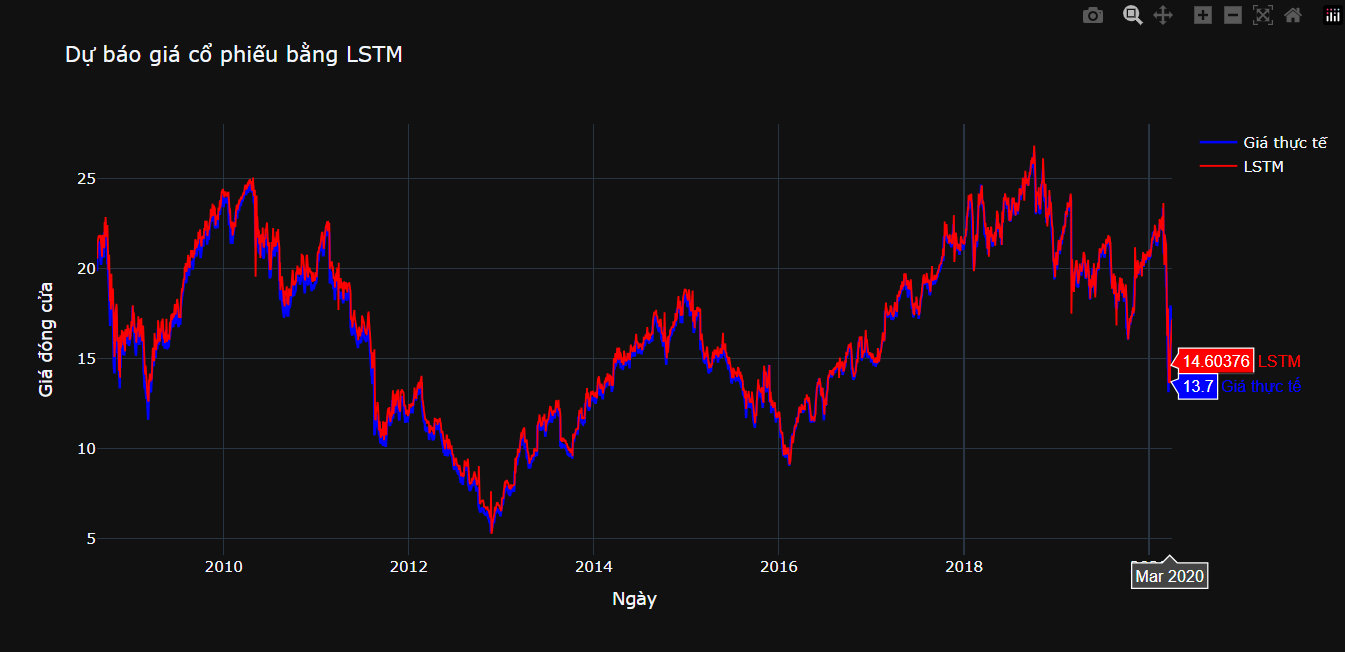 Dự báo giá cổ phiếu bằng LSTM
Giá thực tế
LSTM
Giá đóng cửa
25
20
15
10
5
14.60376 LSTM
13.7 Giá thực tế
2010 2012 2014 2016 2018
Mar 2020
Ngày